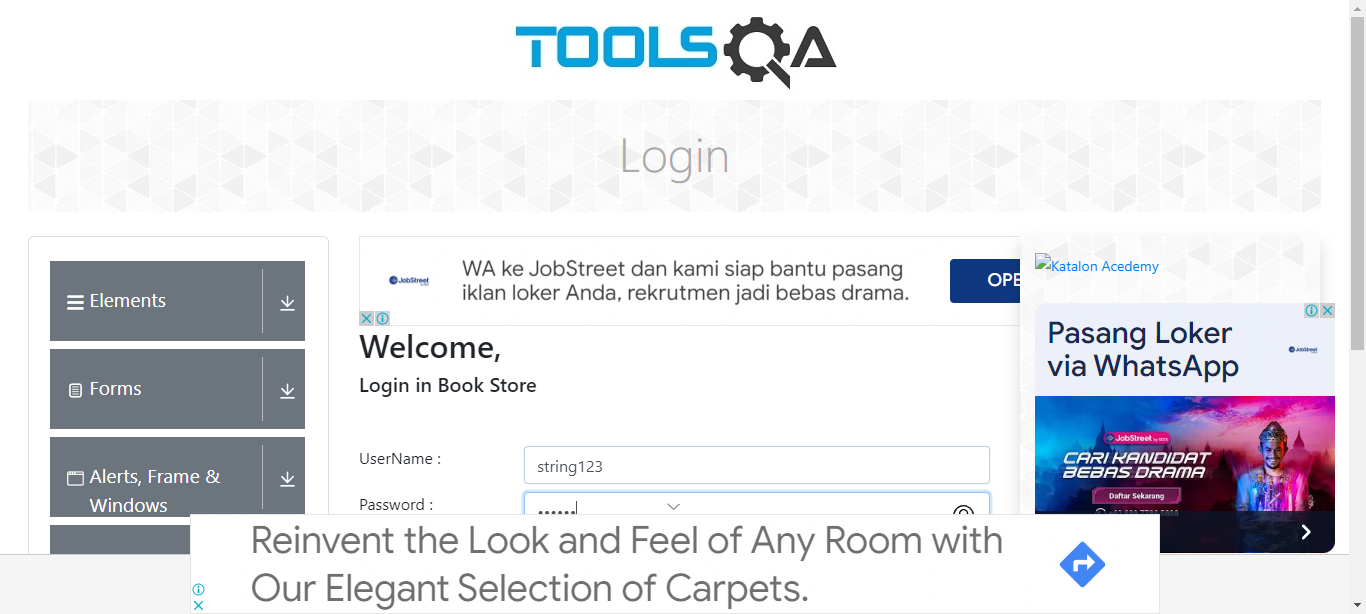 TOOLSQA
Login
Elements
Forms
Alerts, Frame &
Windows
JobStreet
WA ke JobStreet dan kami siap bantu pasang
iklan loker Anda, rekrutmen jadi bebas drama.
OPE
Welcome,
Login in Book Store
UserName :
string123
Password :
••••••
Katalon Acedemy
Pasang Loker
via WhatsApp
JobStreet
JobStreet by SEEK
CARI KANDIDAT
BEBAS DRAMA
Daftar Sekarang
Reinvent the Look and Feel of Any Room with
Our Elegant Selection of Carpets.